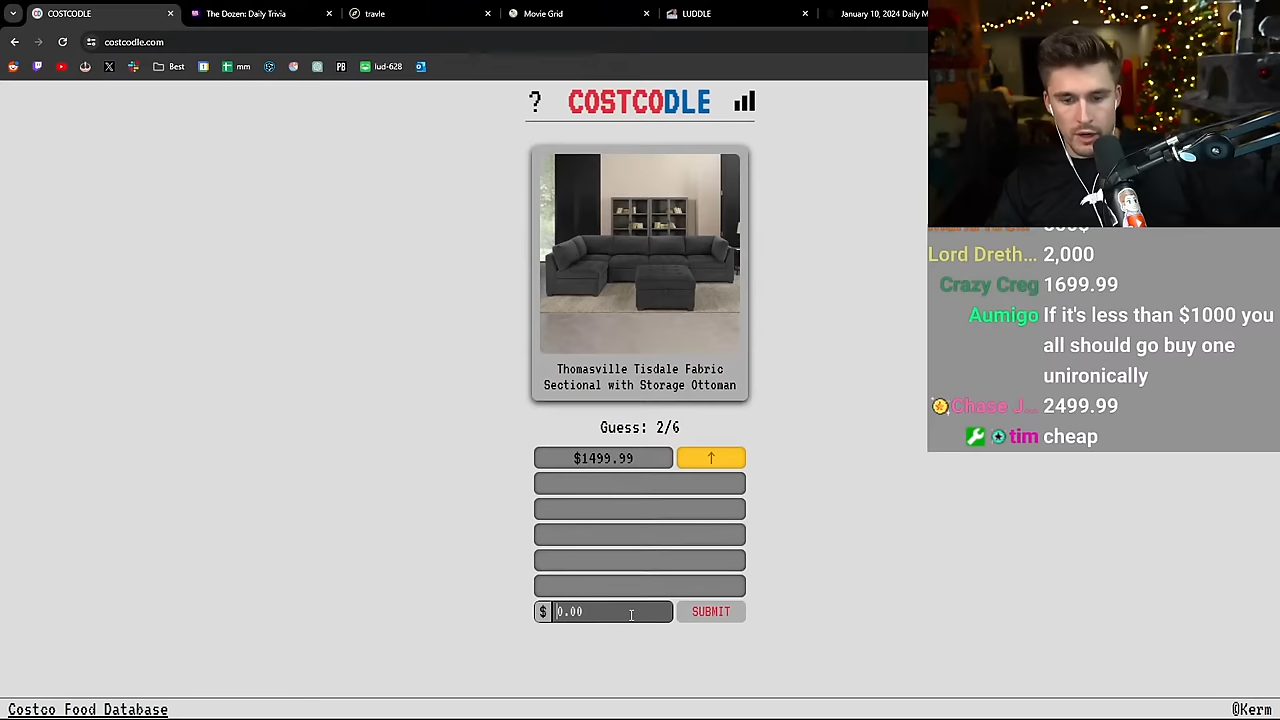 COSTCODLE
The Dozen: Daily Trivia
travle
Movie Grid
LUDDLE
January 10, 2024 Daily M
costcodle.com
Best
mm
lud-628
? COSTCODLE
Thomasville Tisdale Fabric
Sectional with Storage Ottoman
Guess: 2/6
$1499.99 ↑
$ 0.00 SUBMIT
Lord Dreth... 2,000
Crazy Creg 1699.99
Aumigo If it's less than $1000 you
all should go buy one
unironically
Chase J... 2499.99
tim cheap
Costco Food Database
@Kerm